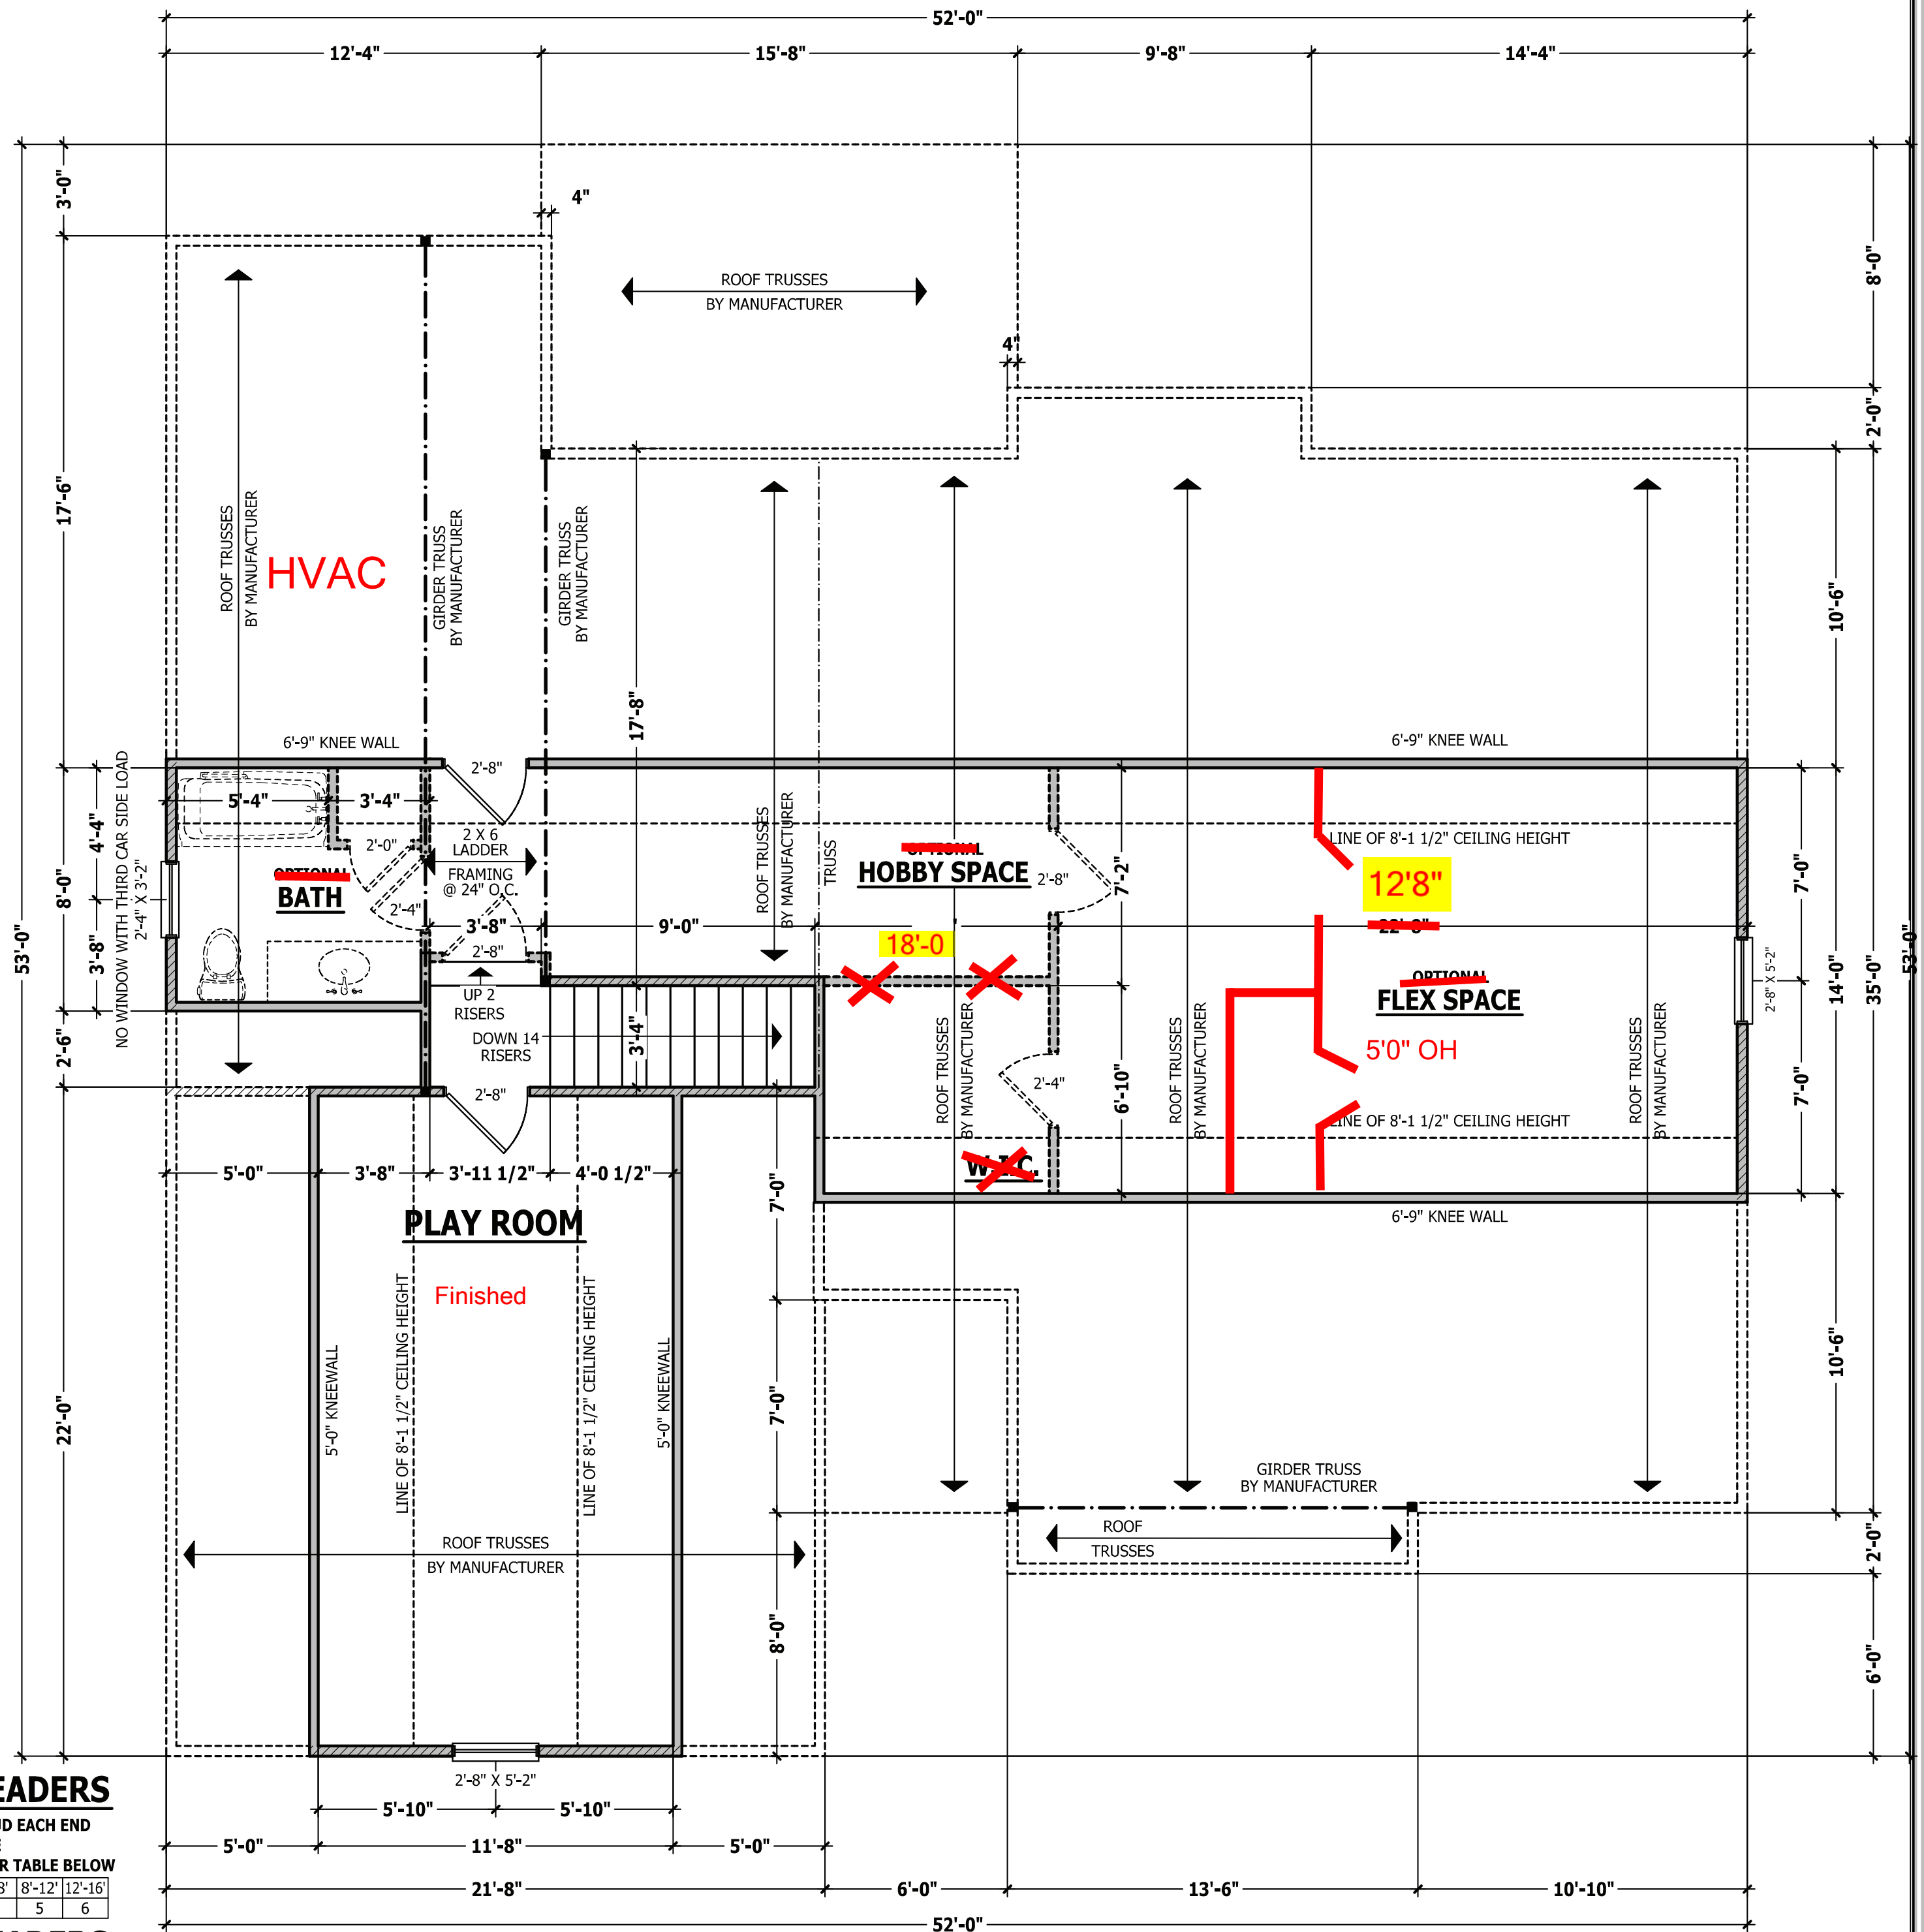 52'-0"
12'-4"
15'-8"
9'-8"
14'-4"
3'-0"
4"
8'-0"
ROOF TRUSSES
BY MANUFACTURER
4"
2'-0"
17'-6"
ROOF TRUSSES
BY MANUFACTURER
HVAC
GIRDER TRUSS
BY MANUFACTURER
GIRDER TRUSS
BY MANUFACTURER
10'-6"
17'-8"
6'-9" KNEE WALL
6'-9" KNEE WALL
NO WINDOW WITH THIRD CAR SIDE LOAD
2'-4" X 3'-2"
4'-4"
8'-0"
3'-8"
53'-0"
2'-6"
5'-4"
3'-4"
2'-8"
2'-0"
2 X 6
LADDER
FRAMING
@ 24" O.C.
OPTIONAL
BATH
2'-4"
3'-8"
2'-8"
9'-0"
ROOF TRUSSES
BY MANUFACTURER
TRUSS
OPTIONAL
HOBBY SPACE
2'-8"
7'-2"
18'-0
LINE OF 8'-1 1/2" CEILING HEIGHT
12'8"
22'-8"
OPTIONAL
FLEX SPACE
5'0" OH
2'-8" X 5'-2"
7'-0"
14'-0"
35'-0"
53'-0"
7'-0"
UP 2
RISERS
DOWN 14
RISERS
3'-4"
2'-8"
ROOF TRUSSES
BY MANUFACTURER
2'-4"
6'-10"
ROOF TRUSSES
BY MANUFACTURER
ROOF TRUSSES
BY MANUFACTURER
LINE OF 8'-1 1/2" CEILING HEIGHT
W.I.C.
5'-0"
3'-8"
3'-11 1/2"
4'-0 1/2"
7'-0"
PLAY ROOM
Finished
6'-9" KNEE WALL
5'-0" KNEEWALL
LINE OF 8'-1 1/2" CEILING HEIGHT
LINE OF 8'-1 1/2" CEILING HEIGHT
5'-0" KNEEWALL
7'-0"
10'-6"
22'-0"
GIRDER TRUSS
BY MANUFACTURER
ROOF
TRUSSES
2'-0"
ROOF TRUSSES
BY MANUFACTURER
8'-0"
6'-0"
2'-8" X 5'-2"
5'-10"
5'-10"
5'-0"
11'-8"
5'-0"
21'-8"
6'-0"
13'-6"
10'-10"
52'-0"
EADERS
D EACH END
R TABLE BELOW
8' 8'-12' 12'-16'
5 6